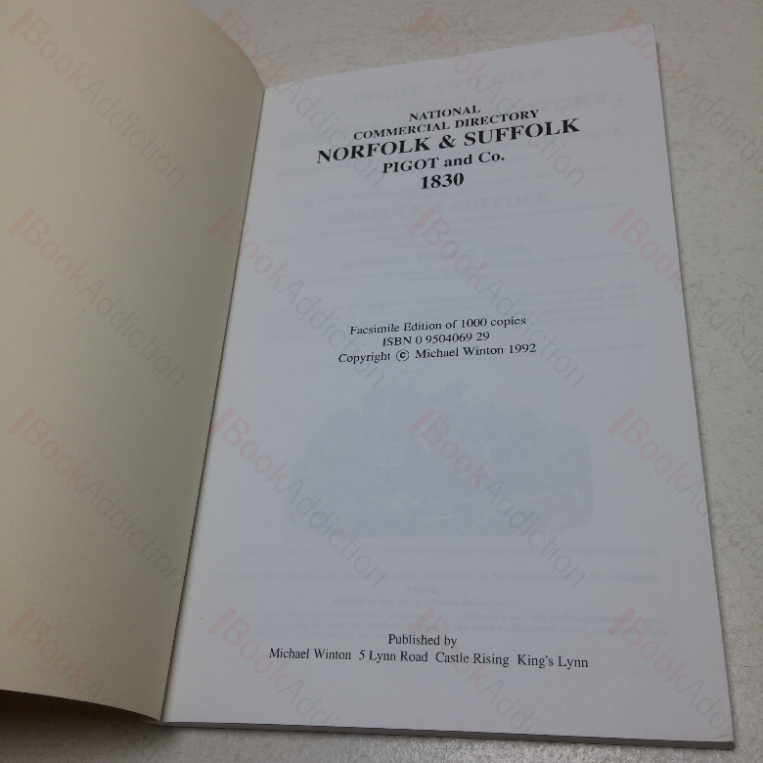 NATIONAL
COMMERCIAL DIRECTORY
NORFOLK & SUFFOLK
PIGOT and Co.
1830
Facsimile Edition of 1000 copies
ISBN 0 9504069 29
Copyright © Michael Winton 1992
Published by
Michael Winton 5 Lynn Road Castle Rising King's Lynn
BookAddiction